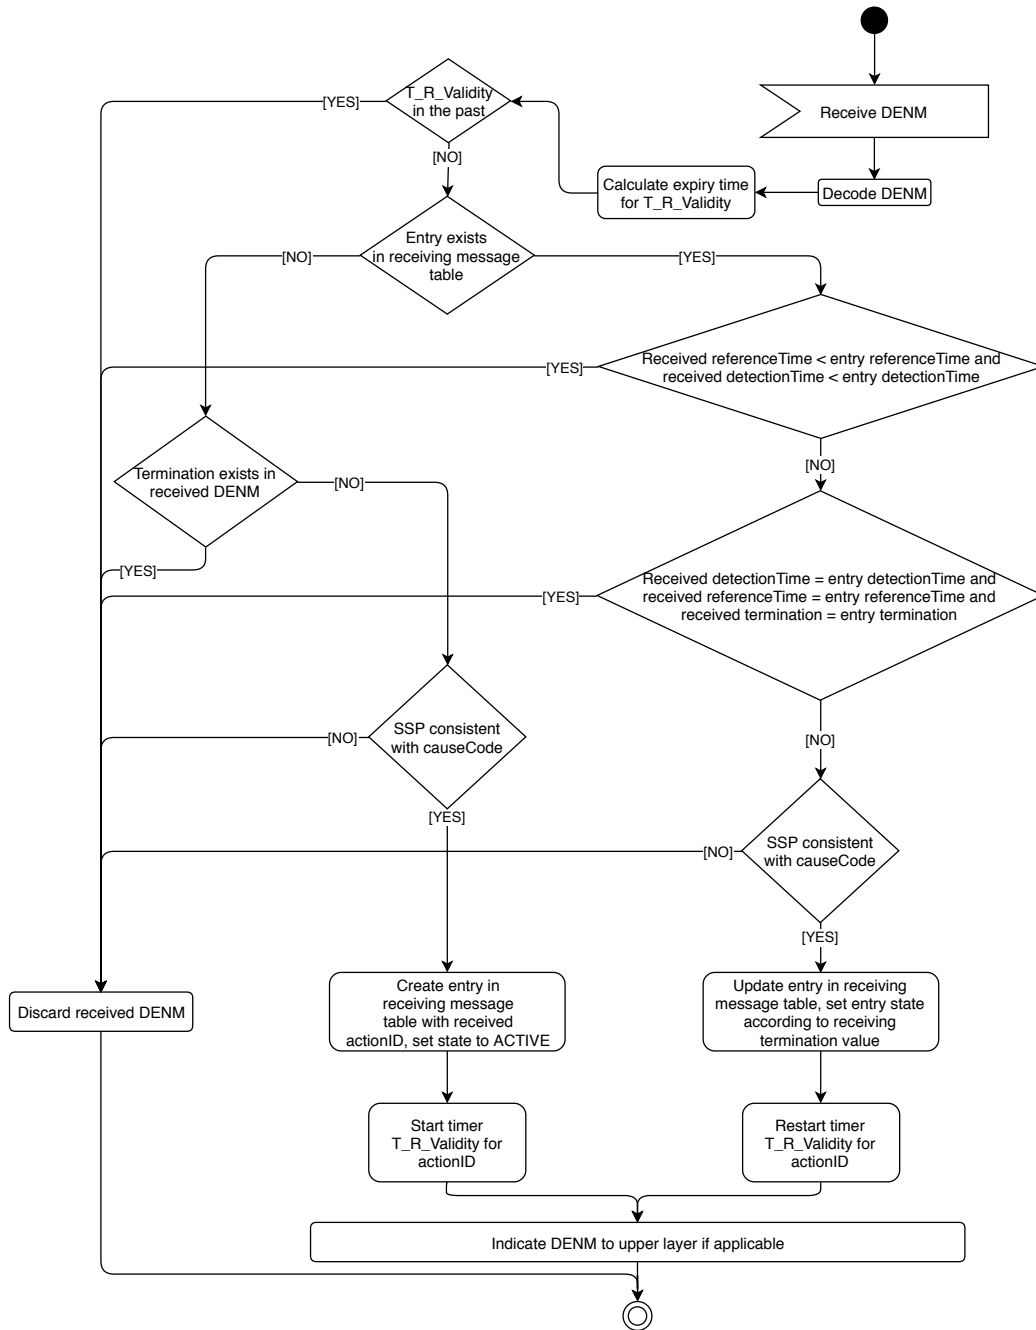 Receive DENM
Decode DENM
Calculate expiry time
for T_R_Validity
T_R_Validity
in the past
[YES]
[NO]
Entry exists
in receiving message
table
[NO]
[YES]
Received referenceTime < entry referenceTime and
received detectionTime < entry detectionTime
[YES]
[NO]
Termination exists in
received DENM
[NO]
[YES]
Received detectionTime = entry detectionTime and
received referenceTime = entry referenceTime and
received termination = entry termination
[YES]
[NO]
SSP consistent
with causeCode
[NO]
[YES]
SSP consistent
with causeCode
[NO]
[YES]
Discard received DENM
Create entry in
receiving message
table with received
actionID, set state to ACTIVE
Update entry in receiving
message table, set entry state
according to receiving
termination value
Start timer
T_R_Validity for
actionID
Restart timer
T_R_Validity for
actionID
Indicate DENM to upper layer if applicable